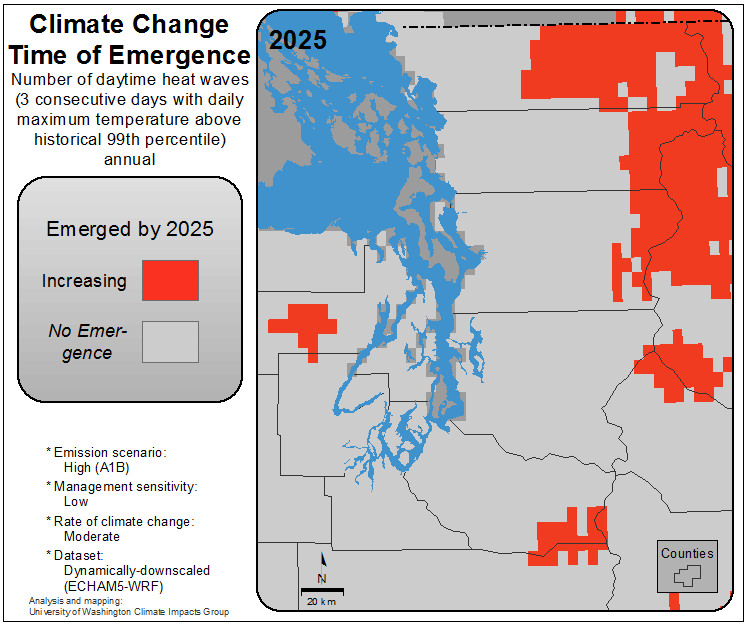 Climate Change
Time of Emergence
Number of daytime heat waves
(3 consecutive days with daily
maximum temperature above
historical 99th percentile)
annual
Emerged by 2025
Increasing
No Emer-
gence
* Emission scenario:
High (A1B)
* Management sensitivity:
Low
* Rate of climate change:
Moderate
* Dataset:
Dynamically-downscaled
(ECHAM5-WRF)
Analysis and mapping:
University of Washington Climate Impacts Group
2025
N
20 km
Counties